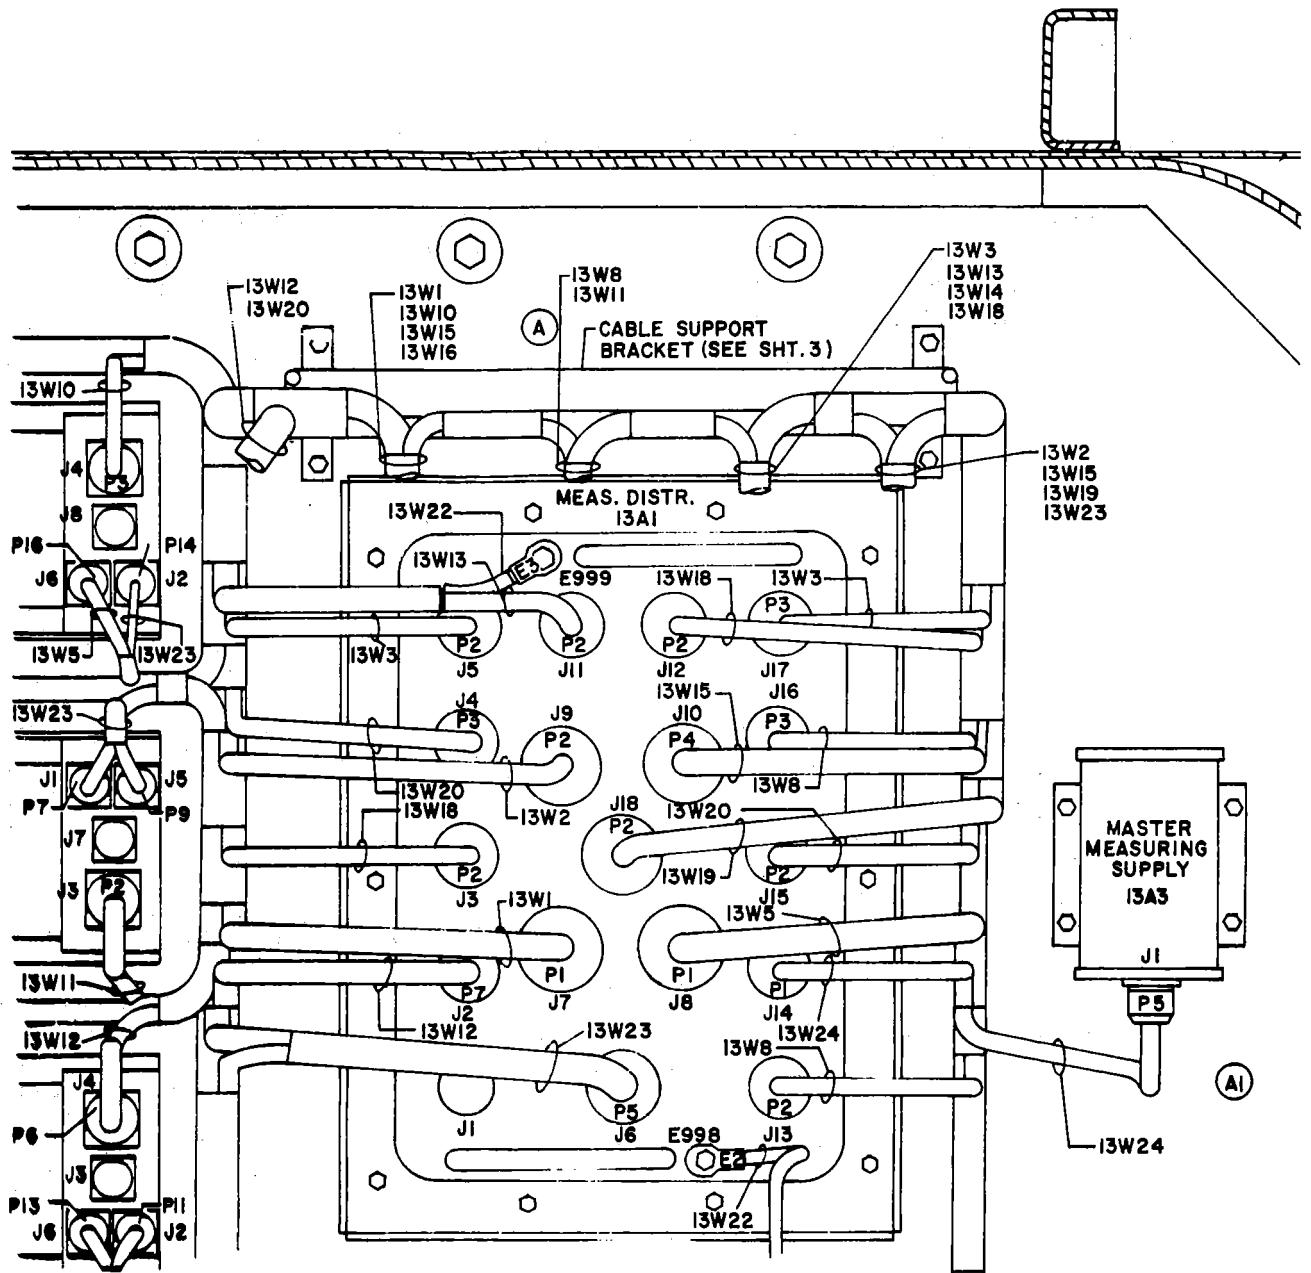 13W12
13W20
13W1
13W10
13W15
13W16
13W8
13W11
A
CABLE SUPPORT
BRACKET (SEE SHT. 3)
13W3
13W13
13W14
13W18
13W2
13W15
13W19
13W23
13W10
J4
P3
J8
P16
P14
J6
J2
13W5
13W23
MEAS. DISTR.
13A1
13W22
13W13
E3
E999
13W18
13W3
P3
P2
P2
P2
13W3
J5
J11
J12
J17
13W15
J16
J4
P3
J9
P2
J10
P4
P3
13W20
13W18
13W2
13W8
J18
P2
13W20
13W23
J1
J5
P7
P9
J7
J3
P2
P2
J3
13W19
P2
J15
13W1
13W5
P1
J7
P1
J8
P7
J2
P1
J14
13W11
13W12
13W12
13W23
13W24
13W8
J4
P6
J3
P13
P11
J6
J2
J1
P5
J6
P2
J13
E998
E2
13W22
MASTER
MEASURING
SUPPLY
13A3
J1
P5
A1
13W24